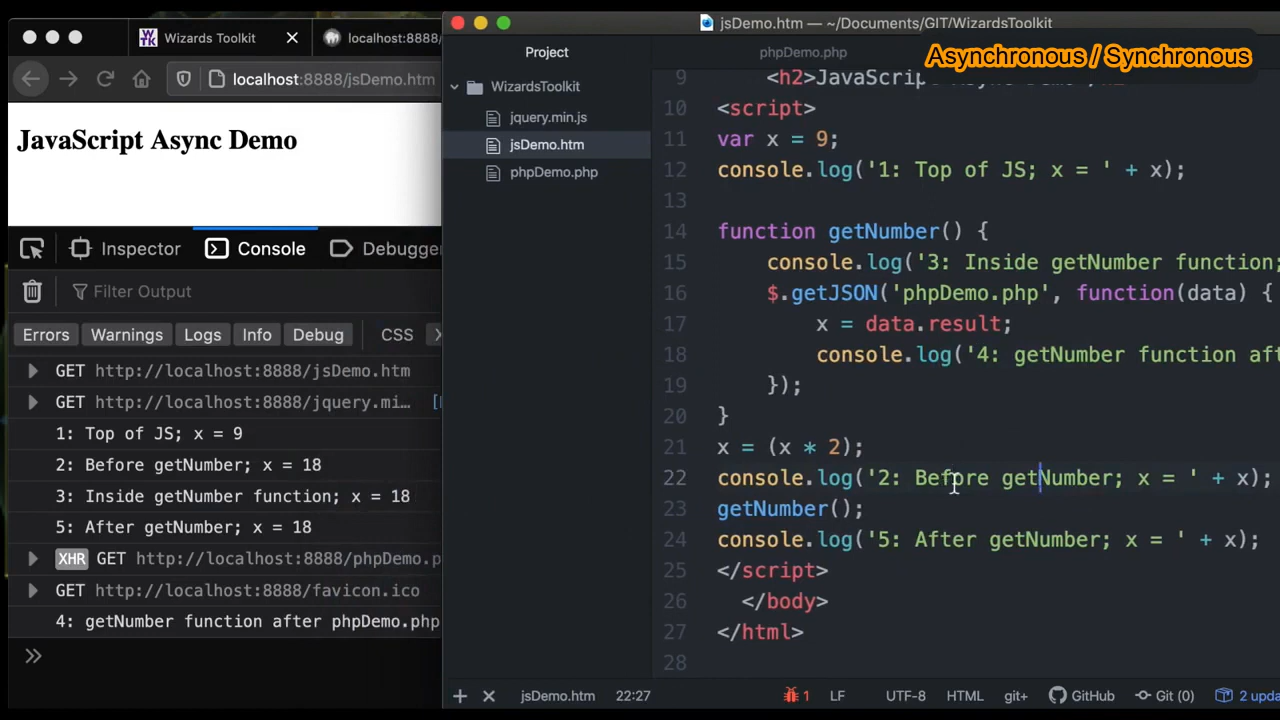 Wizards Toolkit
localhost:8888/
localhost:8888/jsDemo.htm
JavaScript Async Demo
Inspector
Console
Debugger
Filter Output
Errors
Warnings
Logs
Info
Debug
CSS
X
GET http://localhost:8888/jsDemo.htm
GET http://localhost:8888/jquery.mi… [
1: Top of JS; x = 9
2: Before getNumber; x = 18
3: Inside getNumber function; x = 18
5: After getNumber; x = 18
XHR GET http://localhost:8888/phpDemo.p
GET http://localhost:8888/favicon.ico
4: getNumber function after phpDemo.php
jsDemo.htm — ~/Documents/GIT/WizardsToolkit
Asynchronous / Synchronous
Project
WizardsToolkit
jquery.min.js
jsDemo.htm
phpDemo.php
phpDemo.php
9 <h2>JavaScript Async Demo
10 <script>
11 var x = 9;
12 console.log('1: Top of JS; x = ' + x);
13
14 function getNumber() {
15 console.log('3: Inside getNumber function;
16 $.getJSON('phpDemo.php', function(data) {
17 x = data.result;
18 console.log('4: getNumber function aft
19 });
20 }
21 x = (x * 2);
22 console.log('2: Before getNumber; x = ' + x);
23 getNumber();
24 console.log('5: After getNumber; x = ' + x);
25 </script>
26 </body>
27 </html>
28
jsDemo.htm 22:27 1 LF UTF-8 HTML git+ GitHub Git (0) 2 upda